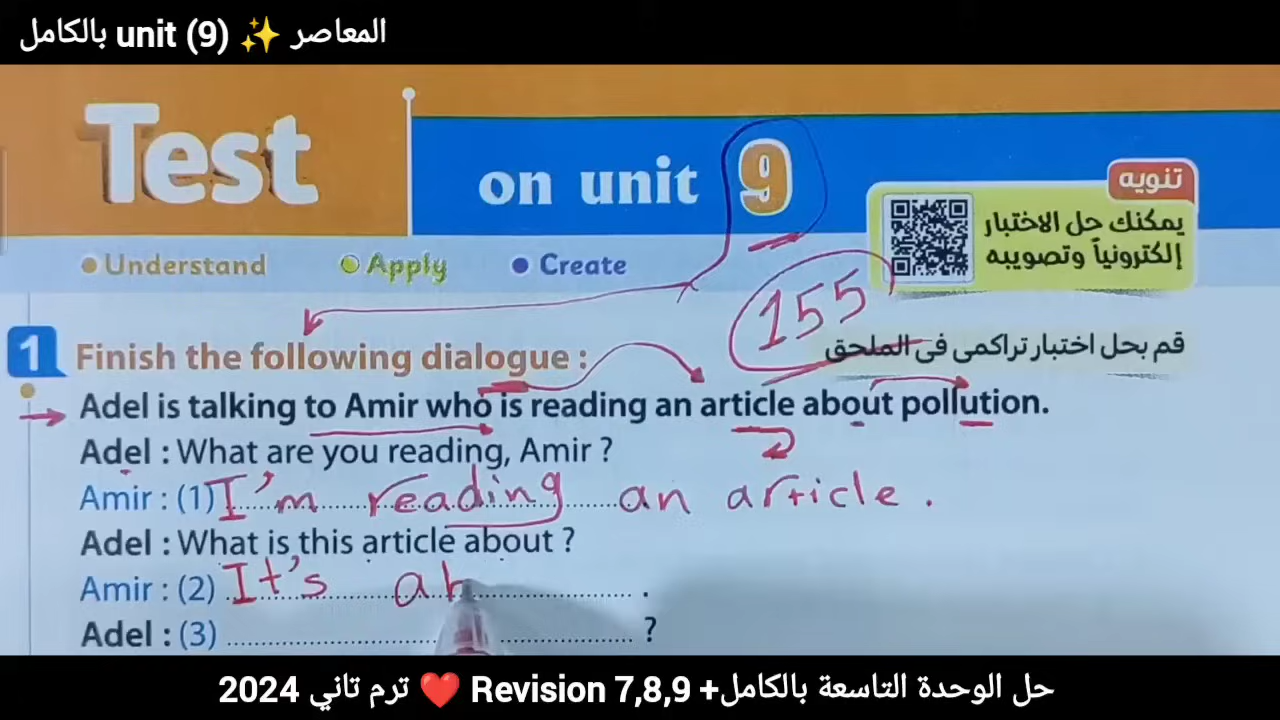 المعاصر ✨ unit (9) بالكامل
Test
on unit 9
تنويه
يمكنك حل الاختبار
إلكترونياً وتصويبه
Understand Apply Create
155
قم بحل اختبار تراكمى فى الملحق
1 Finish the following dialogue :
Adel is talking to Amir who is reading an article about pollution.
Adel : What are you reading, Amir ?
Amir : (1) I'm reading an article.
Adel : What is this article about ?
Amir : (2) It's ab .
Adel : (3) ?
حل الوحدة التاسعة بالكامل+ Revision 7,8,9 ❤️ ترم تاني 2024